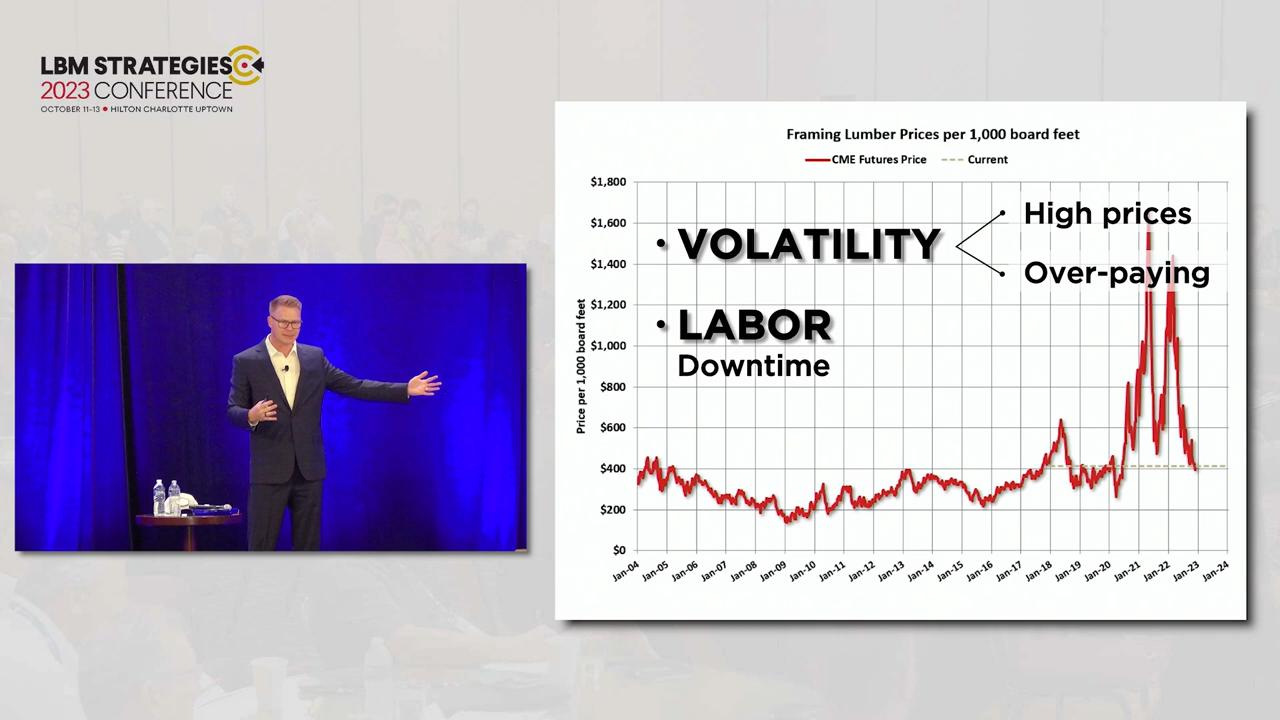 LBM STRATEGIES
2023 CONFERENCE
OCTOBER 11-13 • HILTON CHARLOTTE UPTOWN
Framing Lumber Prices per 1,000 board feet
CME Futures Price
Current
Price per 1,000 board feet
$1,800
$1,600
$1,400
$1,200
$1,000
$800
$600
$400
$200
$0
• VOLATILITY
• High prices
• Over-paying
• LABOR
Downtime
Jan-04
Jan-05
Jan-06
Jan-07
Jan-08
Jan-09
Jan-10
Jan-11
Jan-12
Jan-13
Jan-14
Jan-15
Jan-16
Jan-17
Jan-18
Jan-19
Jan-20
Jan-21
Jan-22
Jan-23
Jan-24